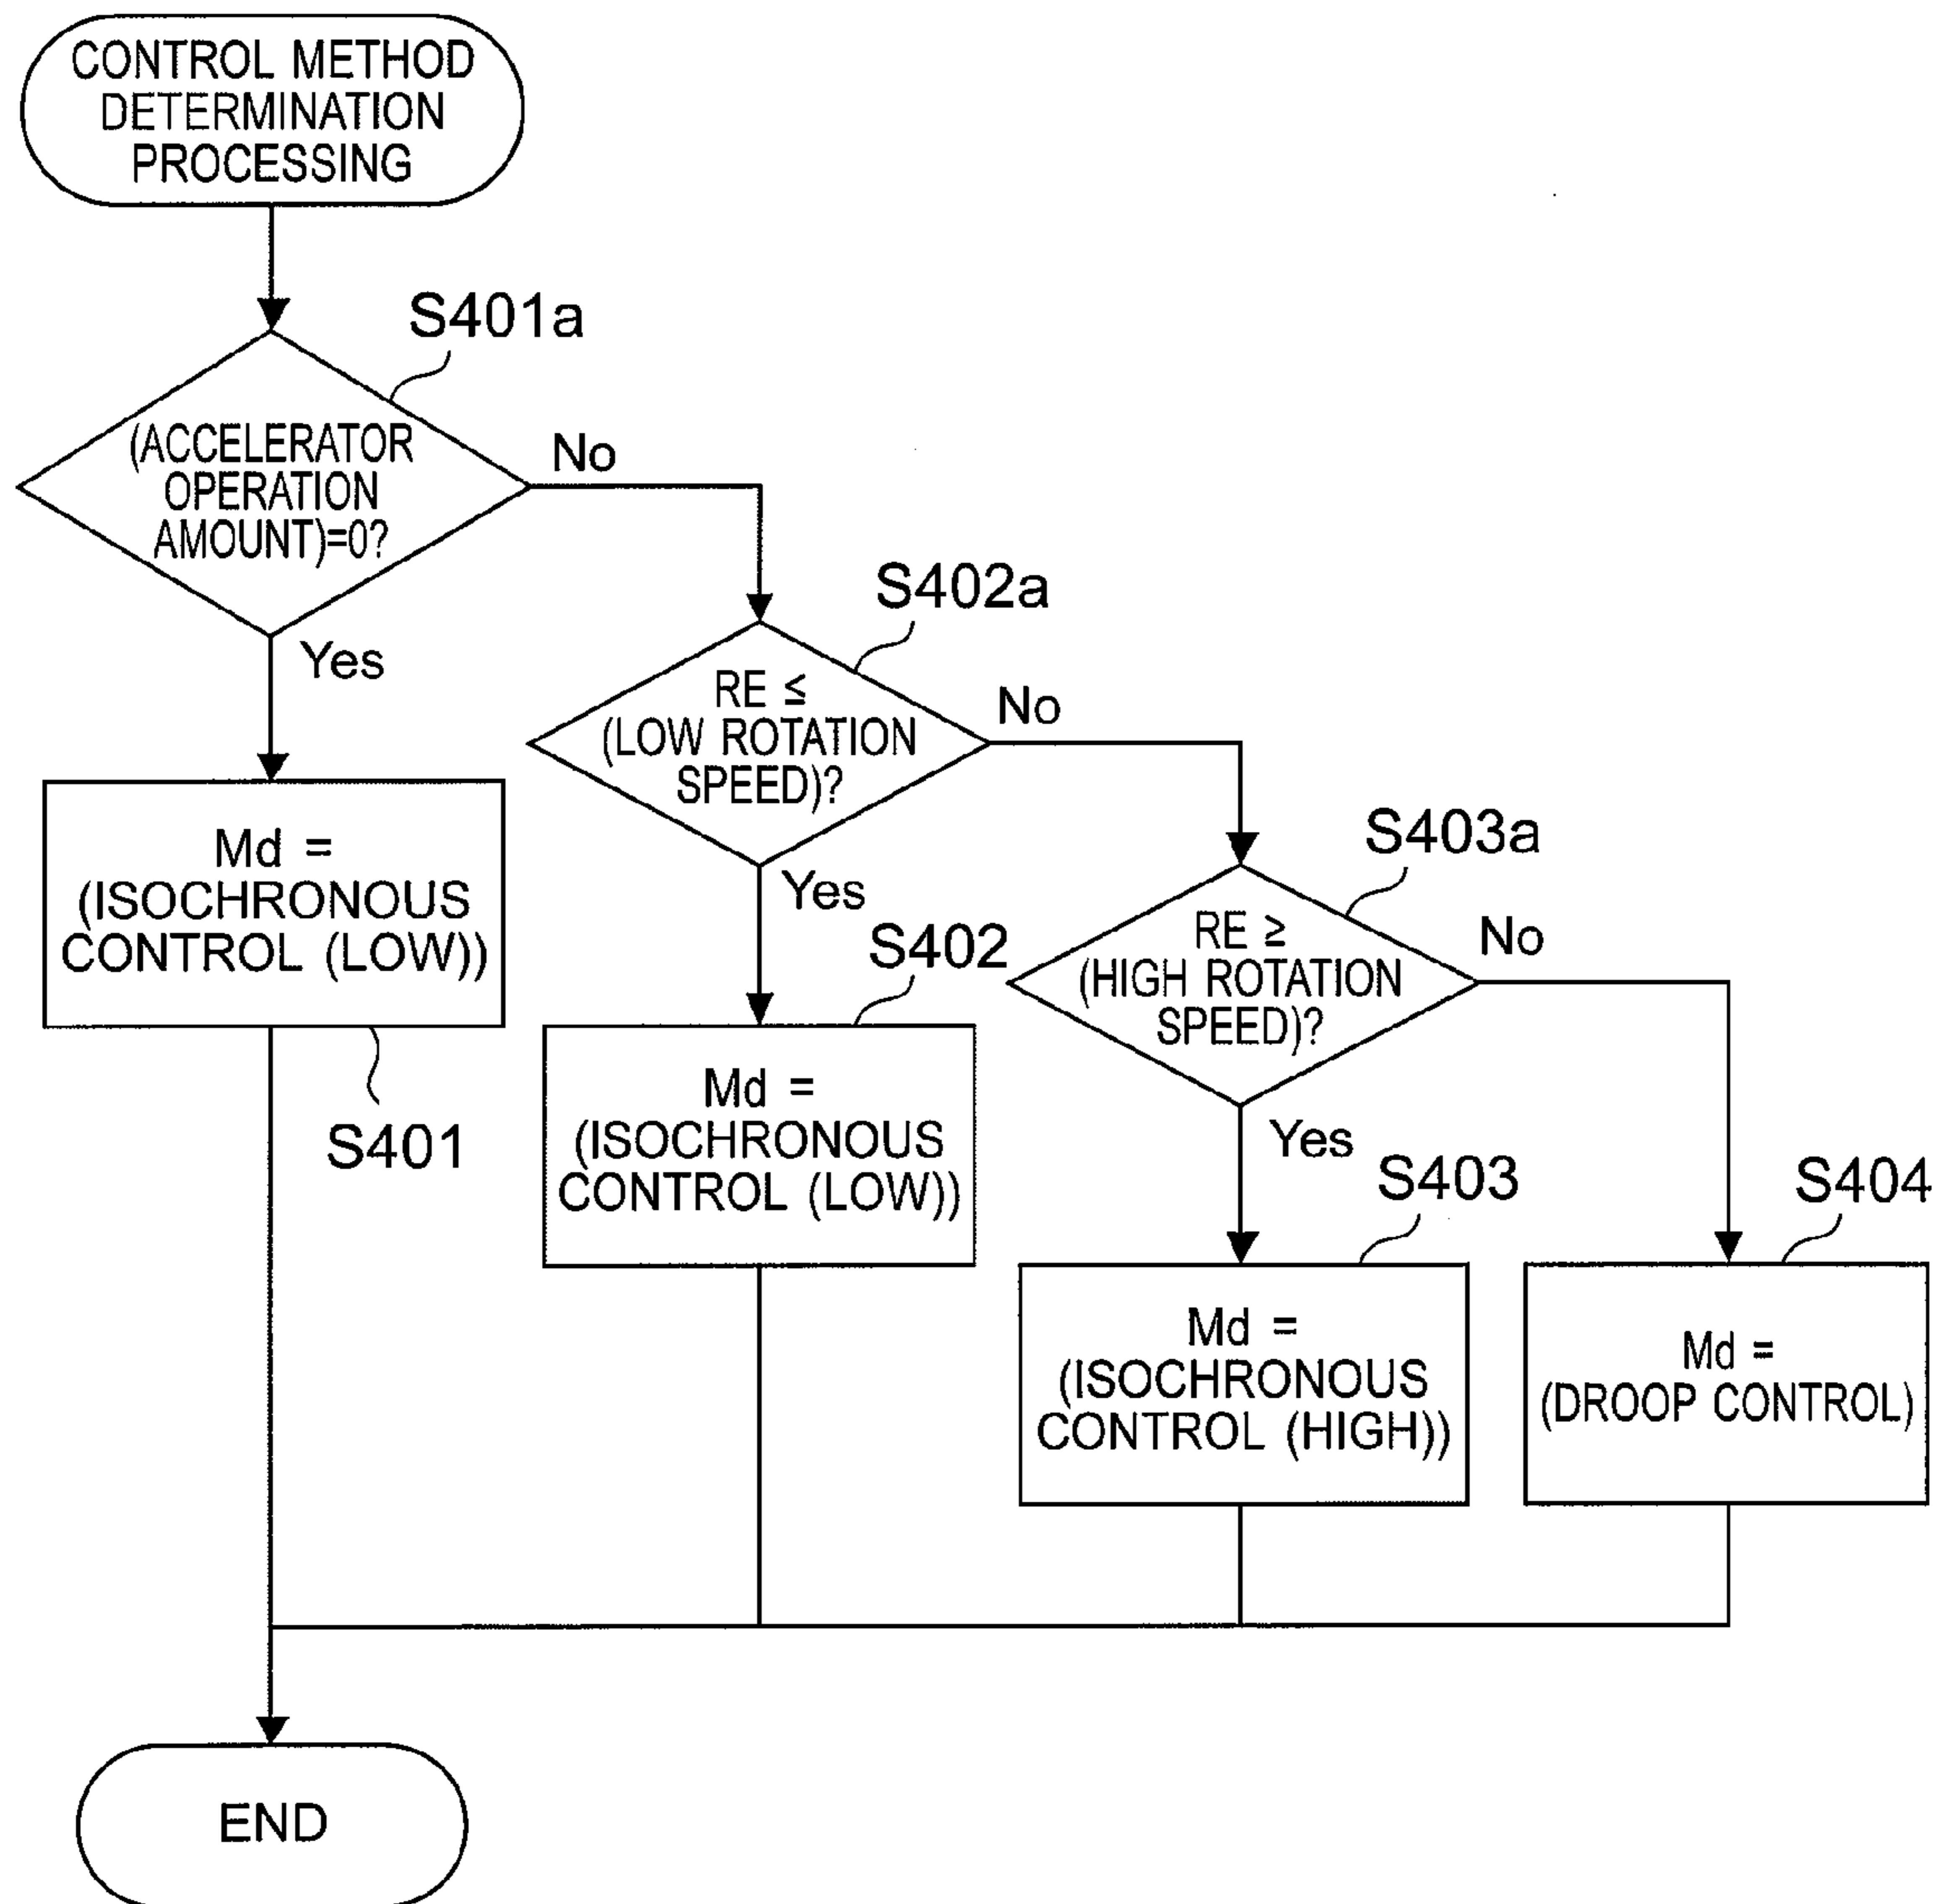 CONTROL METHOD
DETERMINATION
PROCESSING
S401a
(ACCELERATOR
OPERATION
AMOUNT)=0?
No
Yes
S402a
RE ≤
(LOW ROTATION
SPEED)?
No
Yes
S403a
RE ≥
(HIGH ROTATION
SPEED)?
No
Yes
Md =
(ISOCHRONOUS
CONTROL (LOW))
S401
S402
Md =
(ISOCHRONOUS
CONTROL (LOW))
S403
Md =
(ISOCHRONOUS
CONTROL (HIGH))
S404
Md =
(DROOP CONTROL)
END